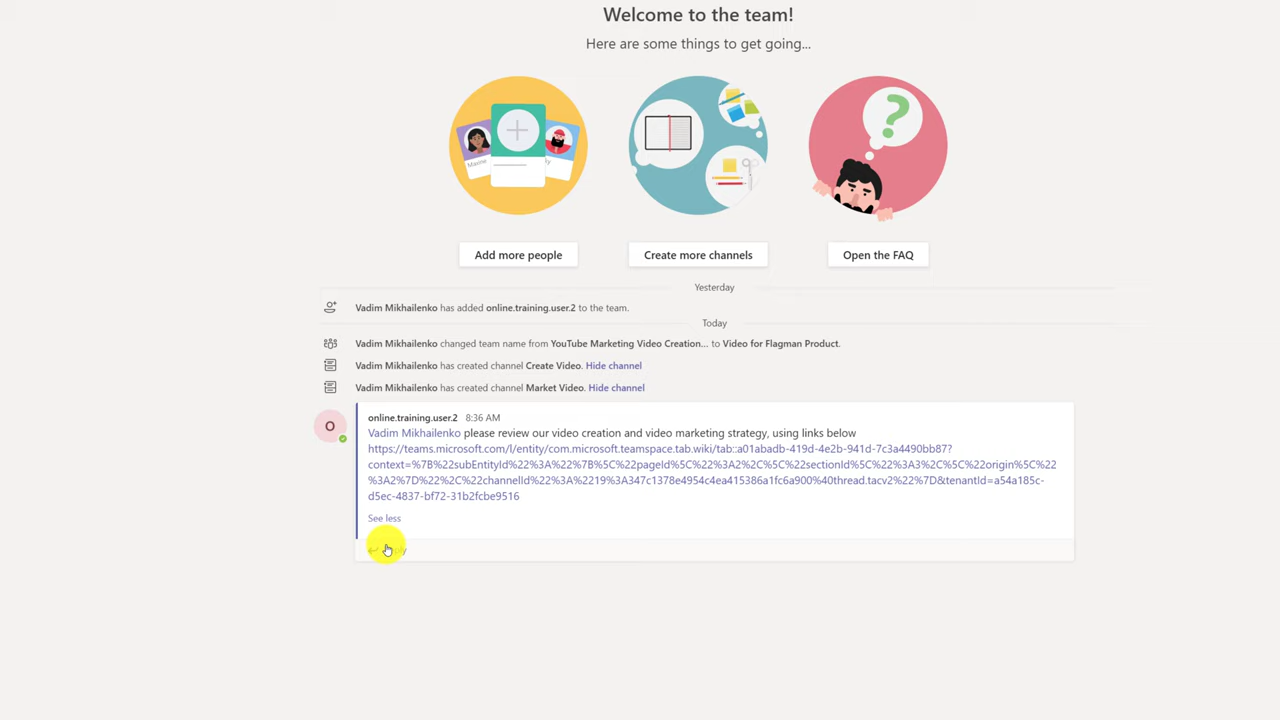 Welcome to the team!
Here are some things to get going...
Maxine
Add more people
Create more channels
Open the FAQ
Yesterday
Vadim Mikhailenko has added online.training.user.2 to the team.
Today
Vadim Mikhailenko changed team name from YouTube Marketing Video Creation... to Video for Flagman Product.
Vadim Mikhailenko has created channel Create Video. Hide channel
Vadim Mikhailenko has created channel Market Video. Hide channel
O
online.training.user.2 8:36 AM
Vadim Mikhailenko please review our video creation and video marketing strategy, using links below
https://teams.microsoft.com/l/entity/com.microsoft.teamspace.tab.wiki/tab::a01abadb-419d-4e2b-941d-7c3a4490bb87?
context=%7B%22subEntityId%22%3A%22%7B%5C%22pageId%5C%22%3A2%2C%5C%22sectionId%5C%22%3A3%2C%5C%22origin%5C%22
%3A2%7D%22%2C%22channelId%22%3A%2219%3A347c1378e4954c4ea415386a1fc6a900%40thread.tacv2%22%7D&tenantId=a54a185c-
d5ec-4837-bf72-31b2fcbe9516
See less